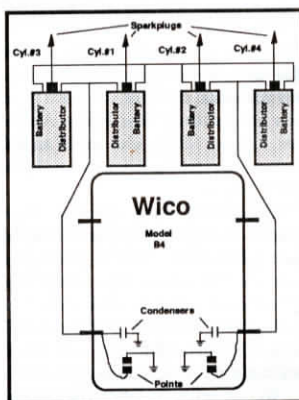 Sparkplugs
Cyl.#3 Cyl.#1 Cyl.#2 Cyl.#4
Battery Distributor
Distributor Battery
Battery Distributor
Distributor Battery
Wico
Model
B4
Condensers
Points